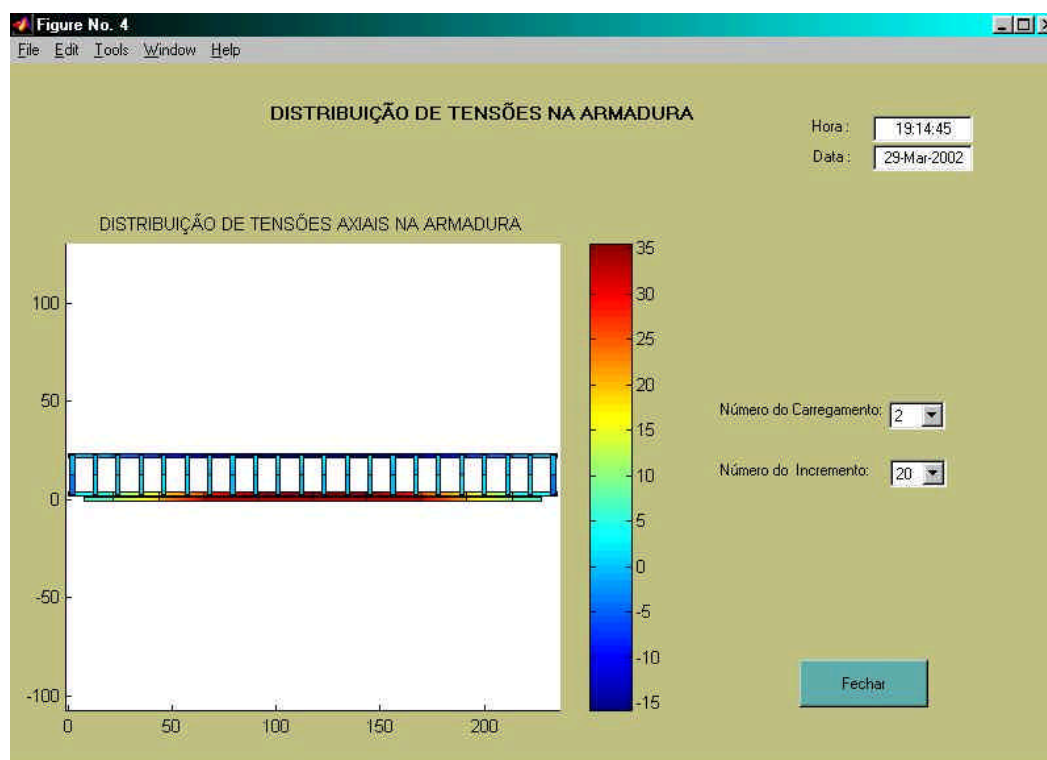 Figure No. 4
File Edit Tools Window Help
DISTRIBUIÇÃO DE TENSÕES NA ARMADURA
Hora : 19:14:45
Data : 29-Mar-2002
DISTRIBUIÇÃO DE TENSÕES AXIAIS NA ARMADURA
100
50
0
-50
-100
0 50 100 150 200
35
30
25
20
15
10
5
0
-5
-10
-15
Número do Carregamento: 2
Número do Incremento: 20
Fechar